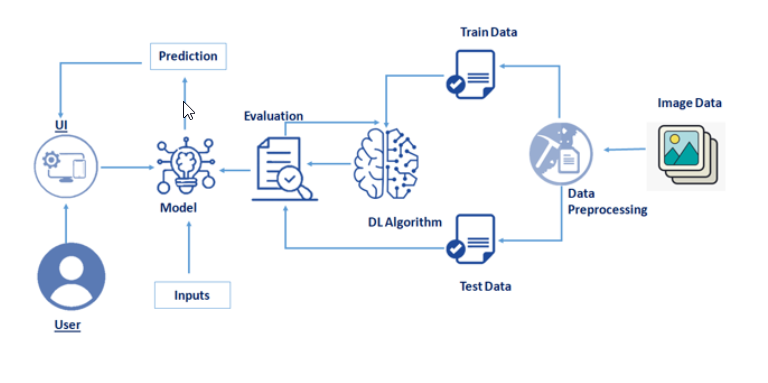 Train Data
Prediction
Image Data
Evaluation
UI
Data
Preprocessing
Model
DL Algorithm
Test Data
Inputs
User